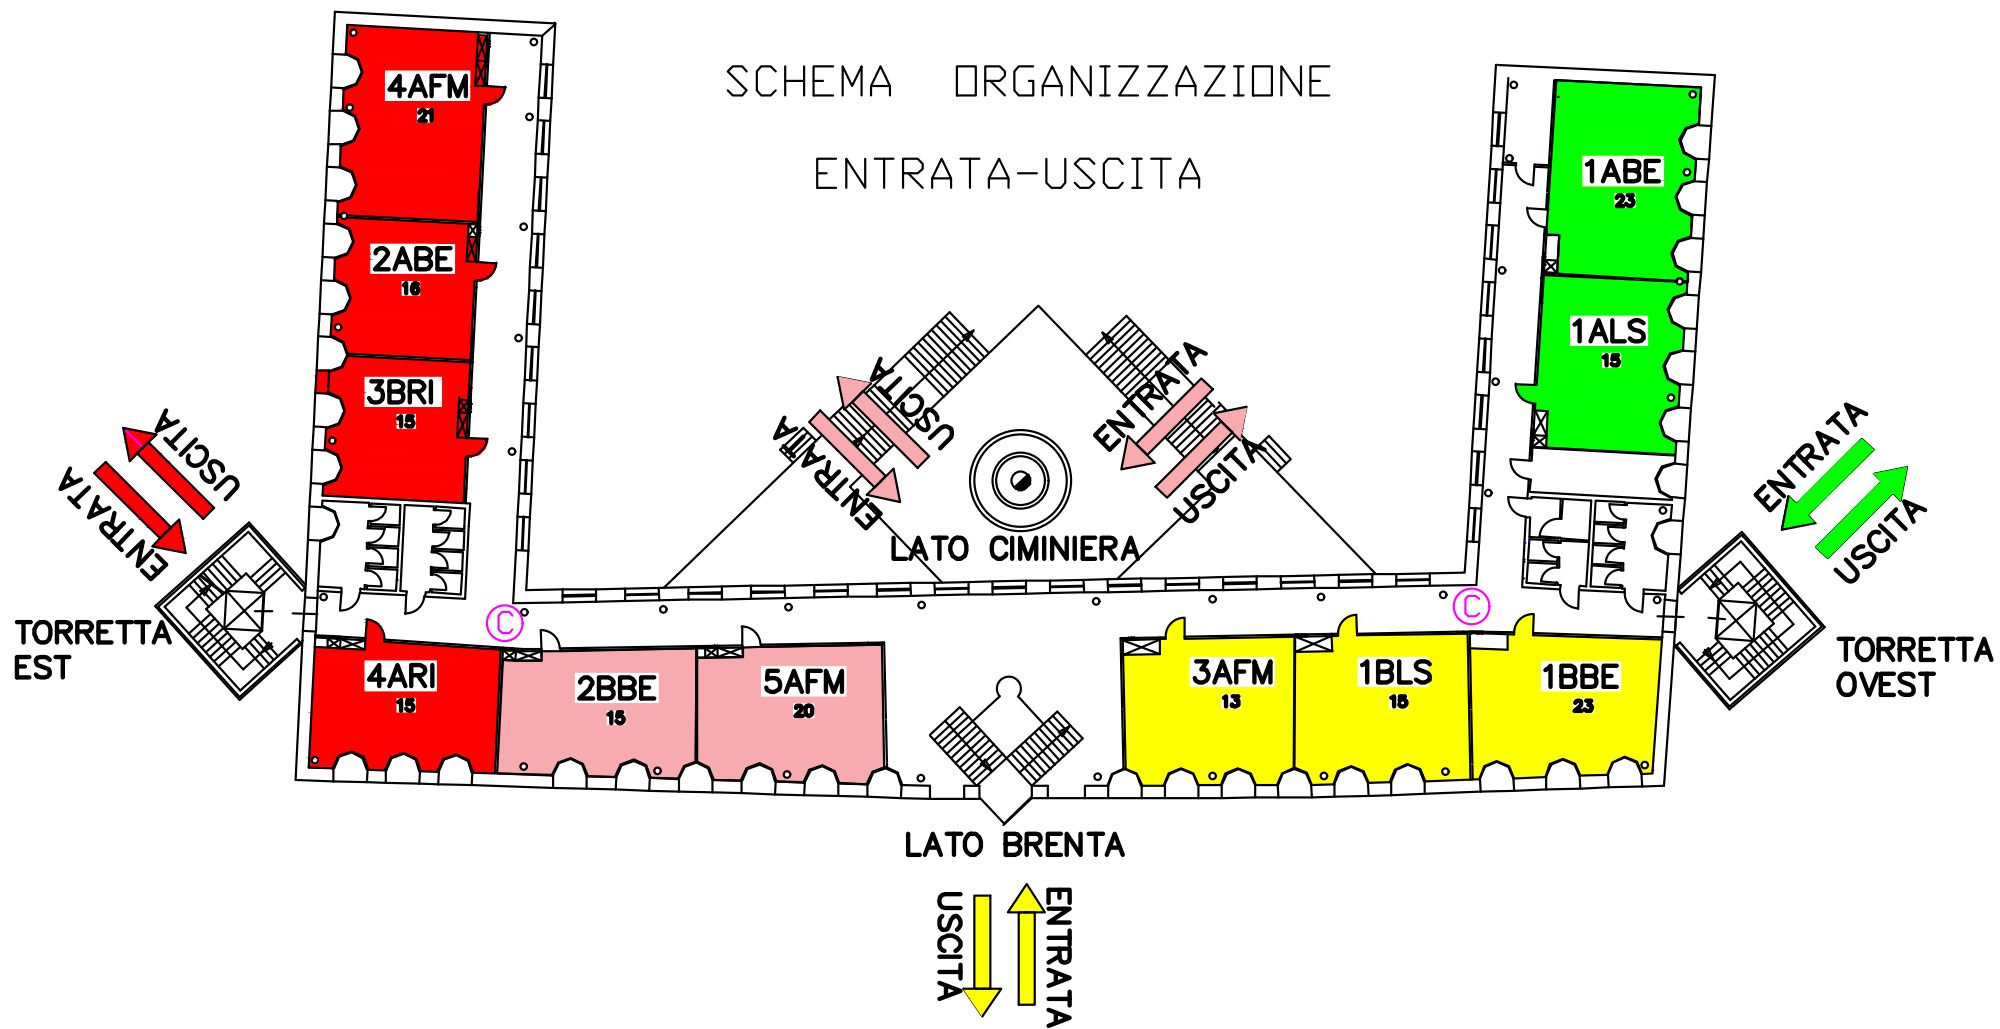 SCHEMA ORGANIZZAZIONE
ENTRATA-USCITA
4AFM
21
2ABE
16
3BRI
15
1ABE
23
1ALS
15
USCITA
ENTRATA
USCITA
ENTRATA
ENTRATA
USCITA
ENTRATA
USCITA
LATO CIMINIERA
C
C
TORRETTA
EST
TORRETTA
OVEST
4ARI
15
2BBE
15
5AFM
20
3AFM
13
1BLS
15
1BBE
23
LATO BRENTA
USCITA
ENTRATA